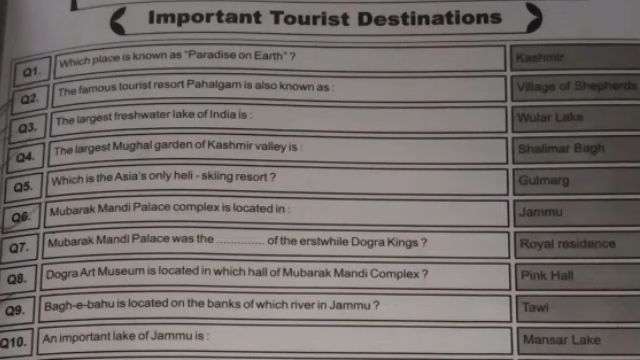 Important Tourist Destinations
Q1. Which place is known as "Paradise on Earth" ? Kashmir
Q2. The famous tourist resort Pahalgam is also known as : Village of Shepherds
Q3. The largest freshwater lake of India is : Wular Lake
Q4. The largest Mughal garden of Kashmir valley is : Shalimar Bagh
Q5. Which is the Asia's only heli - skiing resort ? Gulmarg
Q6. Mubarak Mandi Palace complex is located in : Jammu
Q7. Mubarak Mandi Palace was the .............. of the erstwhile Dogra Kings ? Royal residence
Q8. Dogra Art Museum is located in which hall of Mubarak Mandi Complex ? Pink Hall
Q9. Bagh-e-bahu is located on the banks of which river in Jammu ? Tawi
Q10. An important lake of Jammu is : Mansar Lake